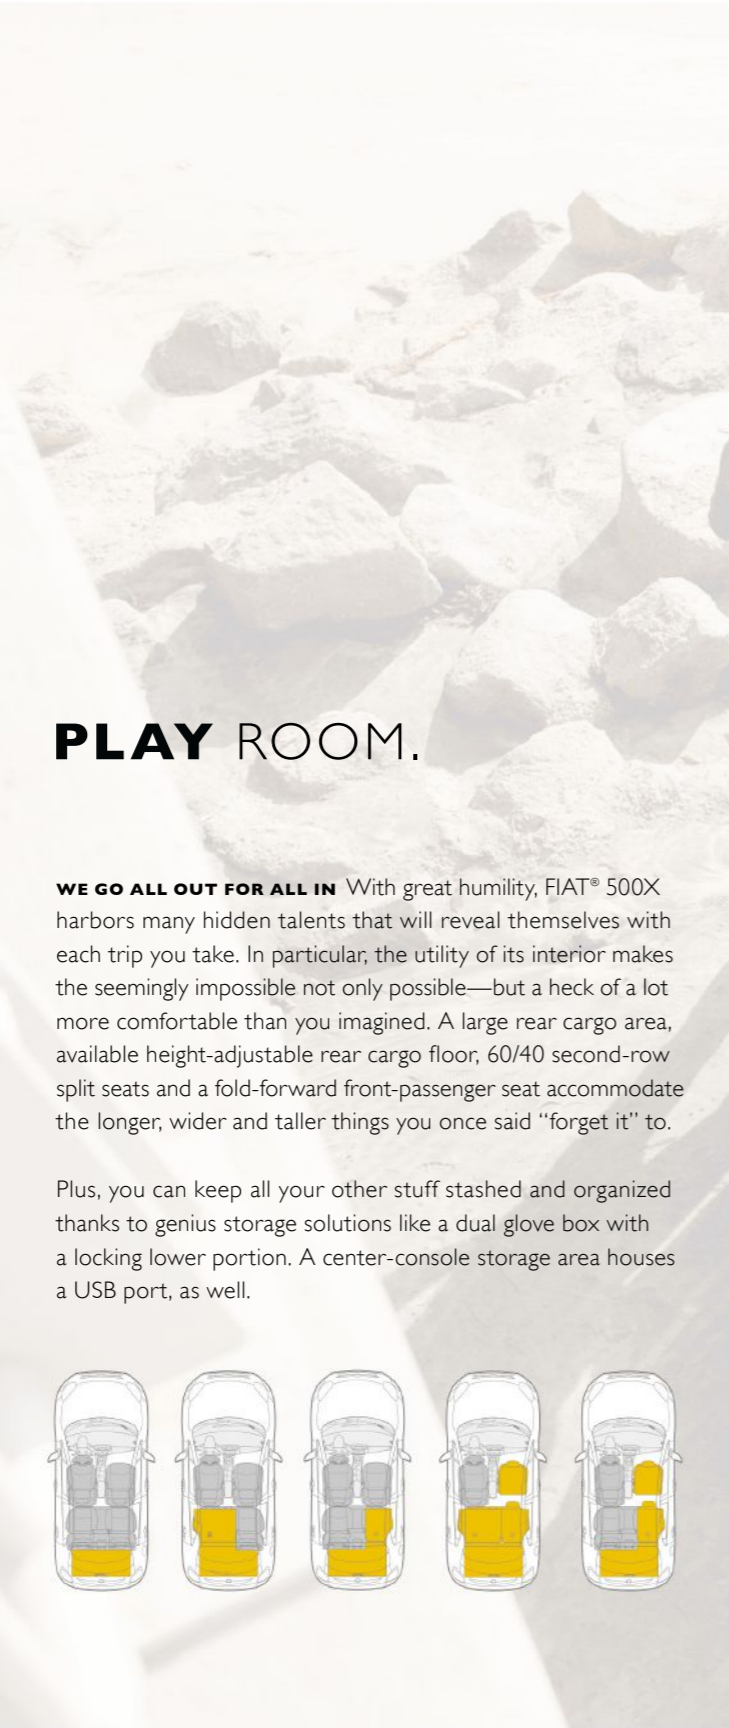 PLAY ROOM.
WE GO ALL OUT FOR ALL IN With great humility, FIAT® 500X
harbors many hidden talents that will reveal themselves with
each trip you take. In particular, the utility of its interior makes
the seemingly impossible not only possible—but a heck of a lot
more comfortable than you imagined. A large rear cargo area,
available height-adjustable rear cargo floor, 60/40 second-row
split seats and a fold-forward front-passenger seat accommodate
the longer, wider and taller things you once said “forget it” to.
Plus, you can keep all your other stuff stashed and organized
thanks to genius storage solutions like a dual glove box with
a locking lower portion. A center-console storage area houses
a USB port, as well.